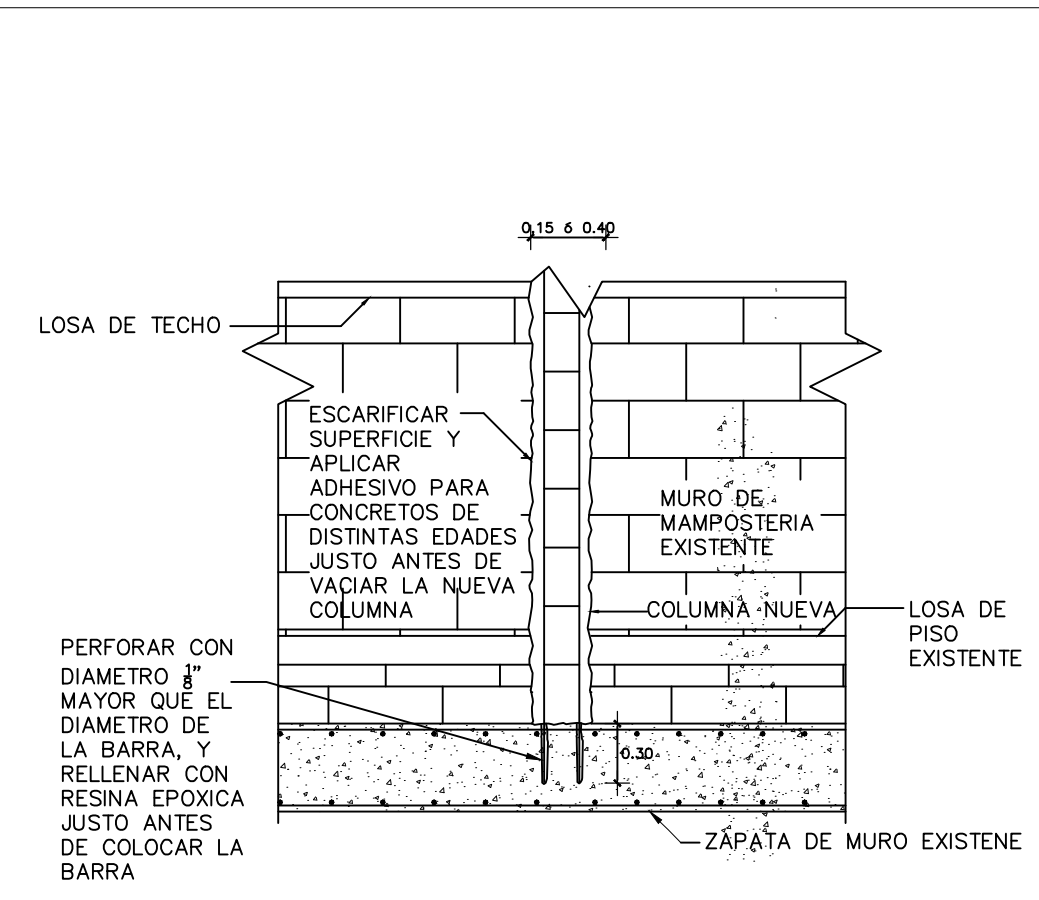 0.15 ó 0.40
LOSA DE TECHO
ESCARIFICAR
SUPERFICIE Y
APLICAR
ADHESIVO PARA
CONCRETOS DE
DISTINTAS EDADES
JUSTO ANTES DE
VACIAR LA NUEVA
COLUMNA
MURO DE
MAMPOSTERIA
EXISTENTE
COLUMNA NUEVA
LOSA DE
PISO
EXISTENTE
PERFORAR CON
DIAMETRO 1/8"
MAYOR QUE EL
DIAMETRO DE
LA BARRA, Y
RELLENAR CON
RESINA EPOXICA
JUSTO ANTES
DE COLOCAR LA
BARRA
0.30
ZAPATA DE MURO EXISTENE